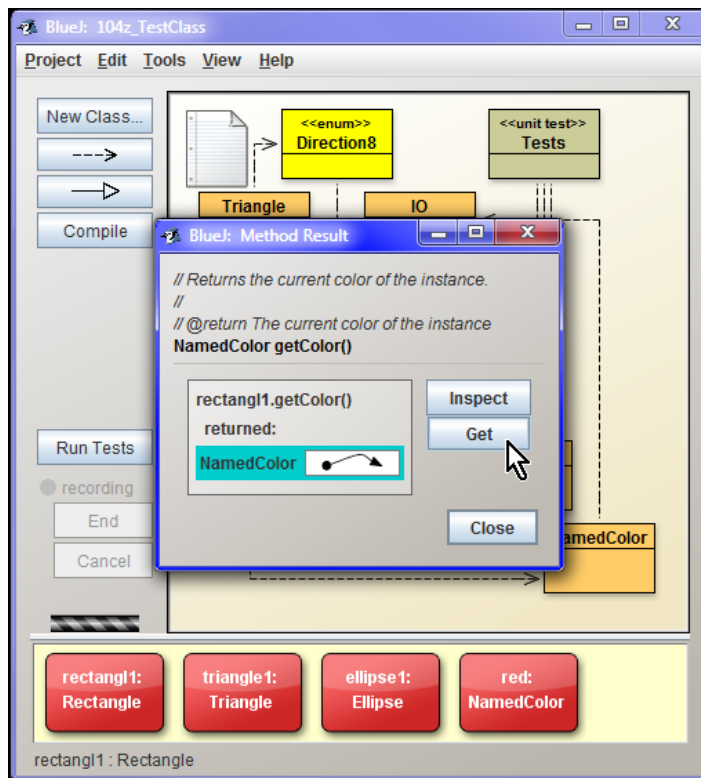 BlueJ: 104z_TestClass
Project Edit Tools View Help
New Class...
Compile
<<enum>>
Direction8
<<unit test>>
Tests
Triangle
IO
BlueJ: Method Result
// Returns the current color of the instance.
//
// @return The current color of the instance
NamedColor getColor()
rectangl1.getColor()
returned:
NamedColor
Inspect
Get
Close
Run Tests
recording
End
Cancel
amedColor
rectangl1:
Rectangle
triangle1:
Triangle
ellipse1:
Ellipse
red:
NamedColor
rectangl1 : Rectangle